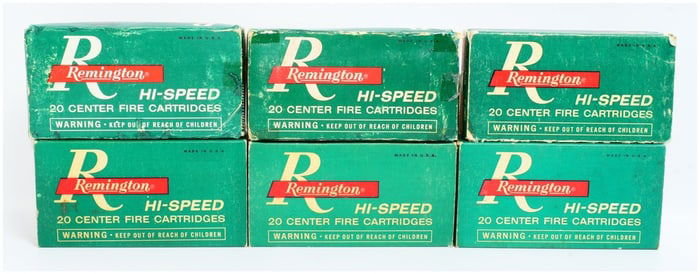 MADE IN U.S.A.
R
Remington
HI-SPEED
20 CENTER FIRE CARTRIDGES
WARNING • KEEP OUT OF REACH OF CHILDREN
MADE IN U.S.A.
R
Remington
HI-SPEED
20 CENTER FIRE CARTRIDGES
WARNING • KEEP OUT OF REACH OF CHILDREN
MADE IN U.S.A.
R
Remington
HI-SPEED
20 CENTER FIRE CARTRIDGES
WARNING • KEEP OUT OF REACH OF CHILDREN
MADE IN U.S.A.
R
Remington
HI-SPEED
20 CENTER FIRE CARTRIDGES
WARNING • KEEP OUT OF REACH OF CHILDREN
MADE IN U.S.A.
R
Remington
HI-SPEED
20 CENTER FIRE CARTRIDGES
WARNING • KEEP OUT OF REACH OF CHILDREN
MADE IN U.S.A.
R
Remington
HI-SPEED
20 CENTER FIRE CARTRIDGES
WARNING • KEEP OUT OF REACH OF CHILDREN